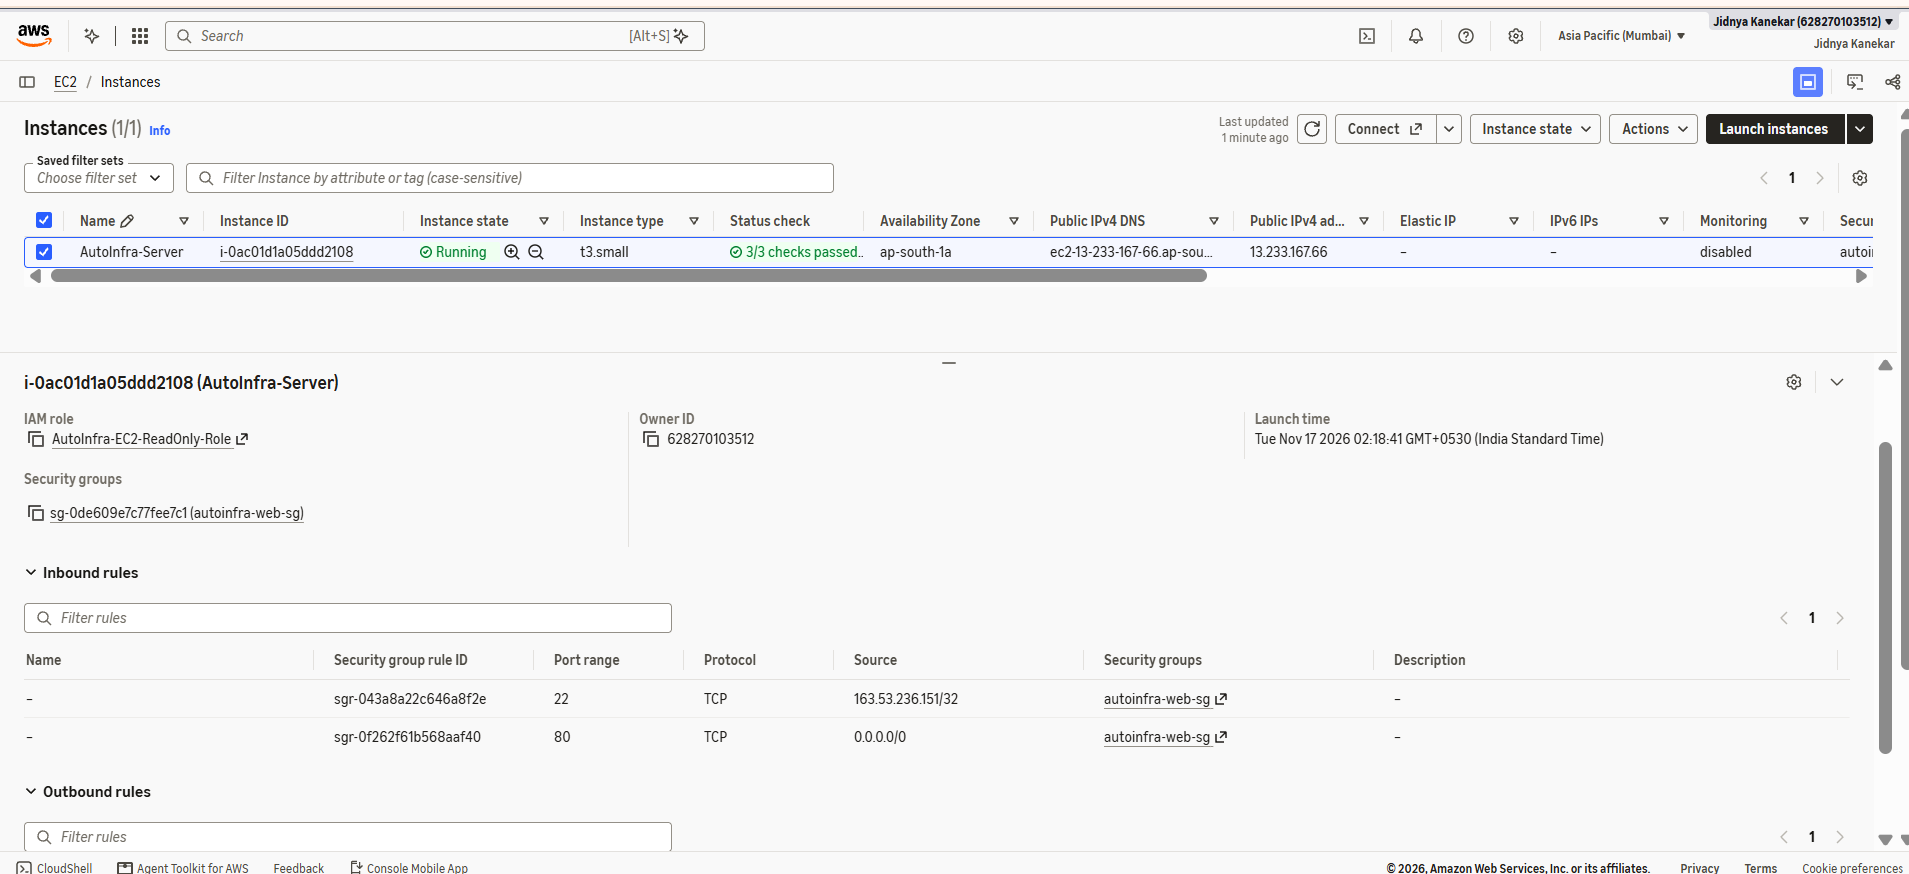 aws
Search [Alt+S]
Asia Pacific (Mumbai)
Jidnya Kanekar (628270103512)
Jidnya Kanekar
EC2 / Instances
Instances (1/1) Info
Last updated
1 minute ago
Connect
Instance state
Actions
Launch instances
Saved filter sets
Choose filter set
Filter Instance by attribute or tag (case-sensitive)
1
Name Instance ID Instance state Instance type Status check Availability Zone Public IPv4 DNS Public IPv4 ad... Elastic IP IPv6 IPs Monitoring Secur
AutoInfra-Server i-0ac01d1a05ddd2108 Running t3.small 3/3 checks passed.. ap-south-1a ec2-13-233-167-66.ap-sou... 13.233.167.66 – – disabled autoin
i-0ac01d1a05ddd2108 (AutoInfra-Server)
IAM role
AutoInfra-EC2-ReadOnly-Role
Owner ID
628270103512
Launch time
Tue Nov 17 2026 02:18:41 GMT+0530 (India Standard Time)
Security groups
sg-0de609e7c77fee7c1 (autoinfra-web-sg)
Inbound rules
Filter rules
1
Name Security group rule ID Port range Protocol Source Security groups Description
– sgr-043a8a22c646a8f2e 22 TCP 163.53.236.151/32 autoinfra-web-sg –
– sgr-0f262f61b568aaf40 80 TCP 0.0.0.0/0 autoinfra-web-sg –
Outbound rules
Filter rules
1
CloudShell Agent Toolkit for AWS Feedback Console Mobile App
© 2026, Amazon Web Services, Inc. or its affiliates. Privacy Terms Cookie preferences